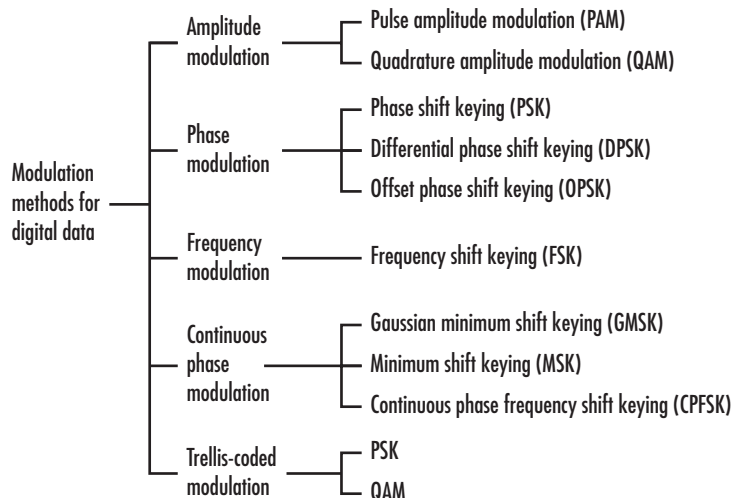 Modulation
methods for
digital data
Amplitude
modulation
Pulse amplitude modulation (PAM)
Quadrature amplitude modulation (QAM)
Phase
modulation
Phase shift keying (PSK)
Differential phase shift keying (DPSK)
Offset phase shift keying (OPSK)
Frequency
modulation
Frequency shift keying (FSK)
Continuous
phase
modulation
Gaussian minimum shift keying (GMSK)
Minimum shift keying (MSK)
Continuous phase frequency shift keying (CPFSK)
Trellis-coded
modulation
PSK
QAM